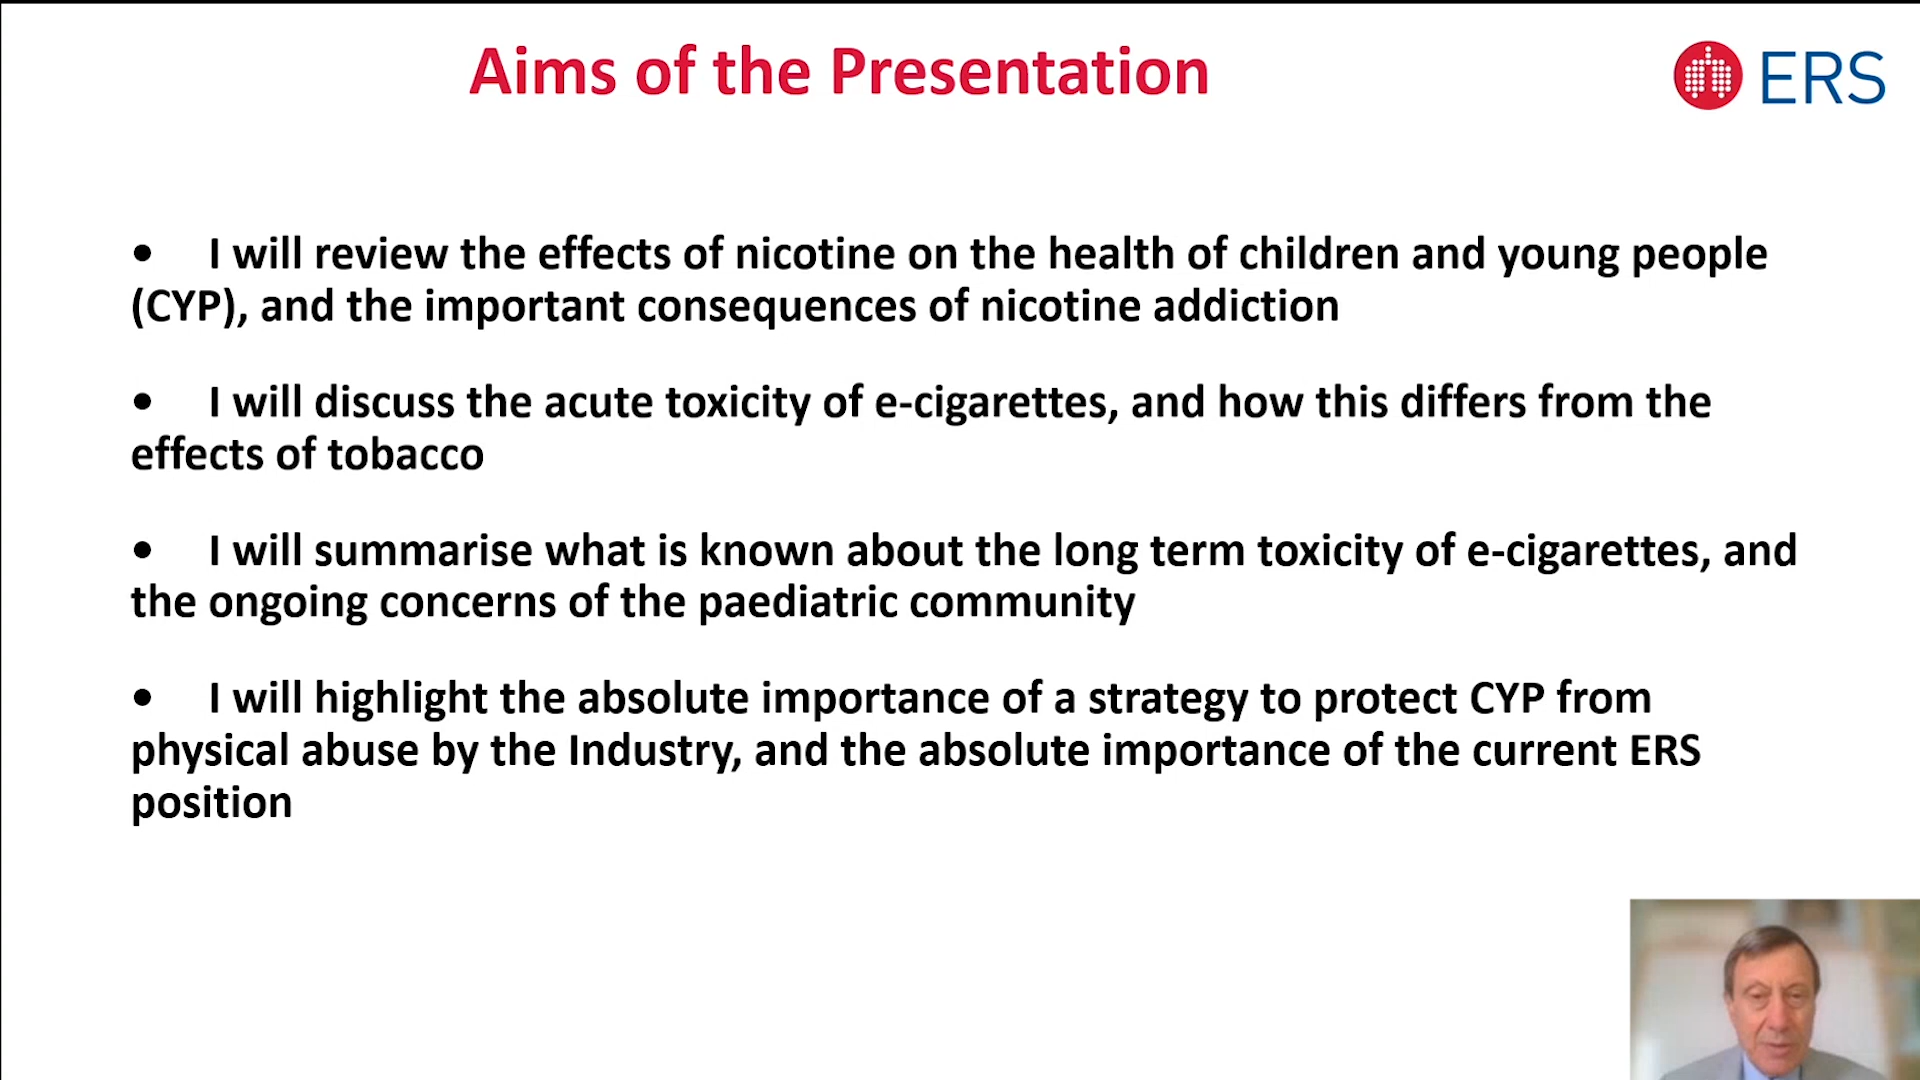 Aims of the Presentation
ERS
• I will review the effects of nicotine on the health of children and young people
(CYP), and the important consequences of nicotine addiction
• I will discuss the acute toxicity of e-cigarettes, and how this differs from the
effects of tobacco
• I will summarise what is known about the long term toxicity of e-cigarettes, and
the ongoing concerns of the paediatric community
• I will highlight the absolute importance of a strategy to protect CYP from
physical abuse by the Industry, and the absolute importance of the current ERS
position